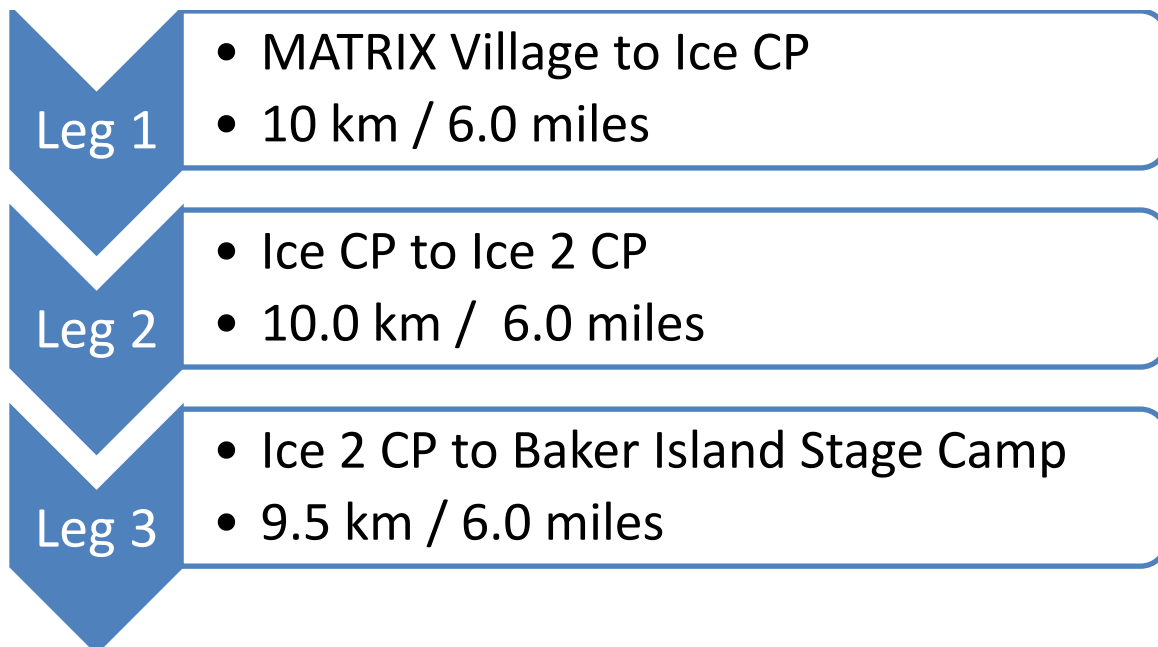 Leg 1
• MATRIX Village to Ice CP
• 10 km / 6.0 miles
Leg 2
• Ice CP to Ice 2 CP
• 10.0 km /  6.0 miles
Leg 3
• Ice 2 CP to Baker Island Stage Camp
• 9.5 km / 6.0 miles